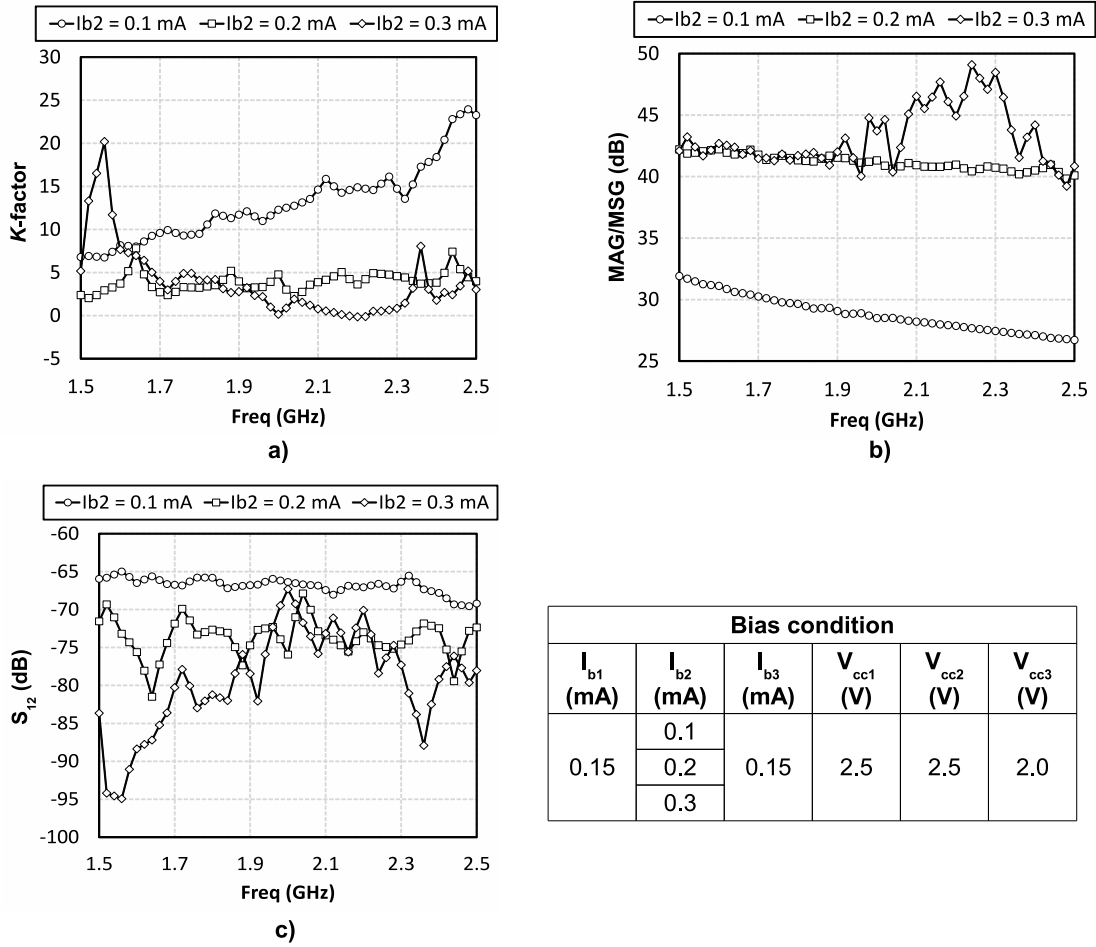 Ib2 = 0.1 mA Ib2 = 0.2 mA Ib2 = 0.3 mA
30
25
20
15
10
5
0
-5
K-factor
1.5 1.7 1.9 2.1 2.3 2.5
Freq (GHz)
a)
Ib2 = 0.1 mA Ib2 = 0.2 mA Ib2 = 0.3 mA
50
45
40
35
30
25
MAG/MSG (dB)
1.5 1.7 1.9 2.1 2.3 2.5
Freq (GHz)
b)
Ib2 = 0.1 mA Ib2 = 0.2 mA Ib2 = 0.3 mA
-60
-65
-70
-75
-80
-85
-90
-95
-100
S12 (dB)
1.5 1.7 1.9 2.1 2.3 2.5
Freq (GHz)
c)
Bias condition
Ib1 Ib2 Ib3 Vcc1 Vcc2 Vcc3
(mA) (mA) (mA) (V) (V) (V)
0.1
0.15 0.2 0.15 2.5 2.5 2.0
0.3